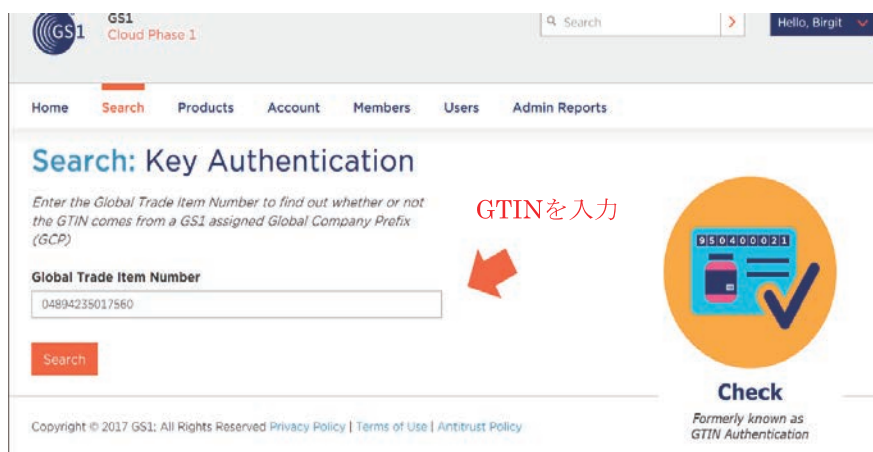 GS1
GS1
Cloud Phase 1
Search
Hello, Birgit
Home Search Products Account Members Users Admin Reports
Search: Key Authentication
Enter the Global Trade Item Number to find out whether or not
the GTIN comes from a GS1 assigned Global Company Prefix
(GCP)
GTINを入力
950400021
Global Trade Item Number
04894235017560
Search
Check
Formerly known as
GTIN Authentication
Copyright © 2017 GS1; All Rights Reserved Privacy Policy | Terms of Use | Antitrust Policy